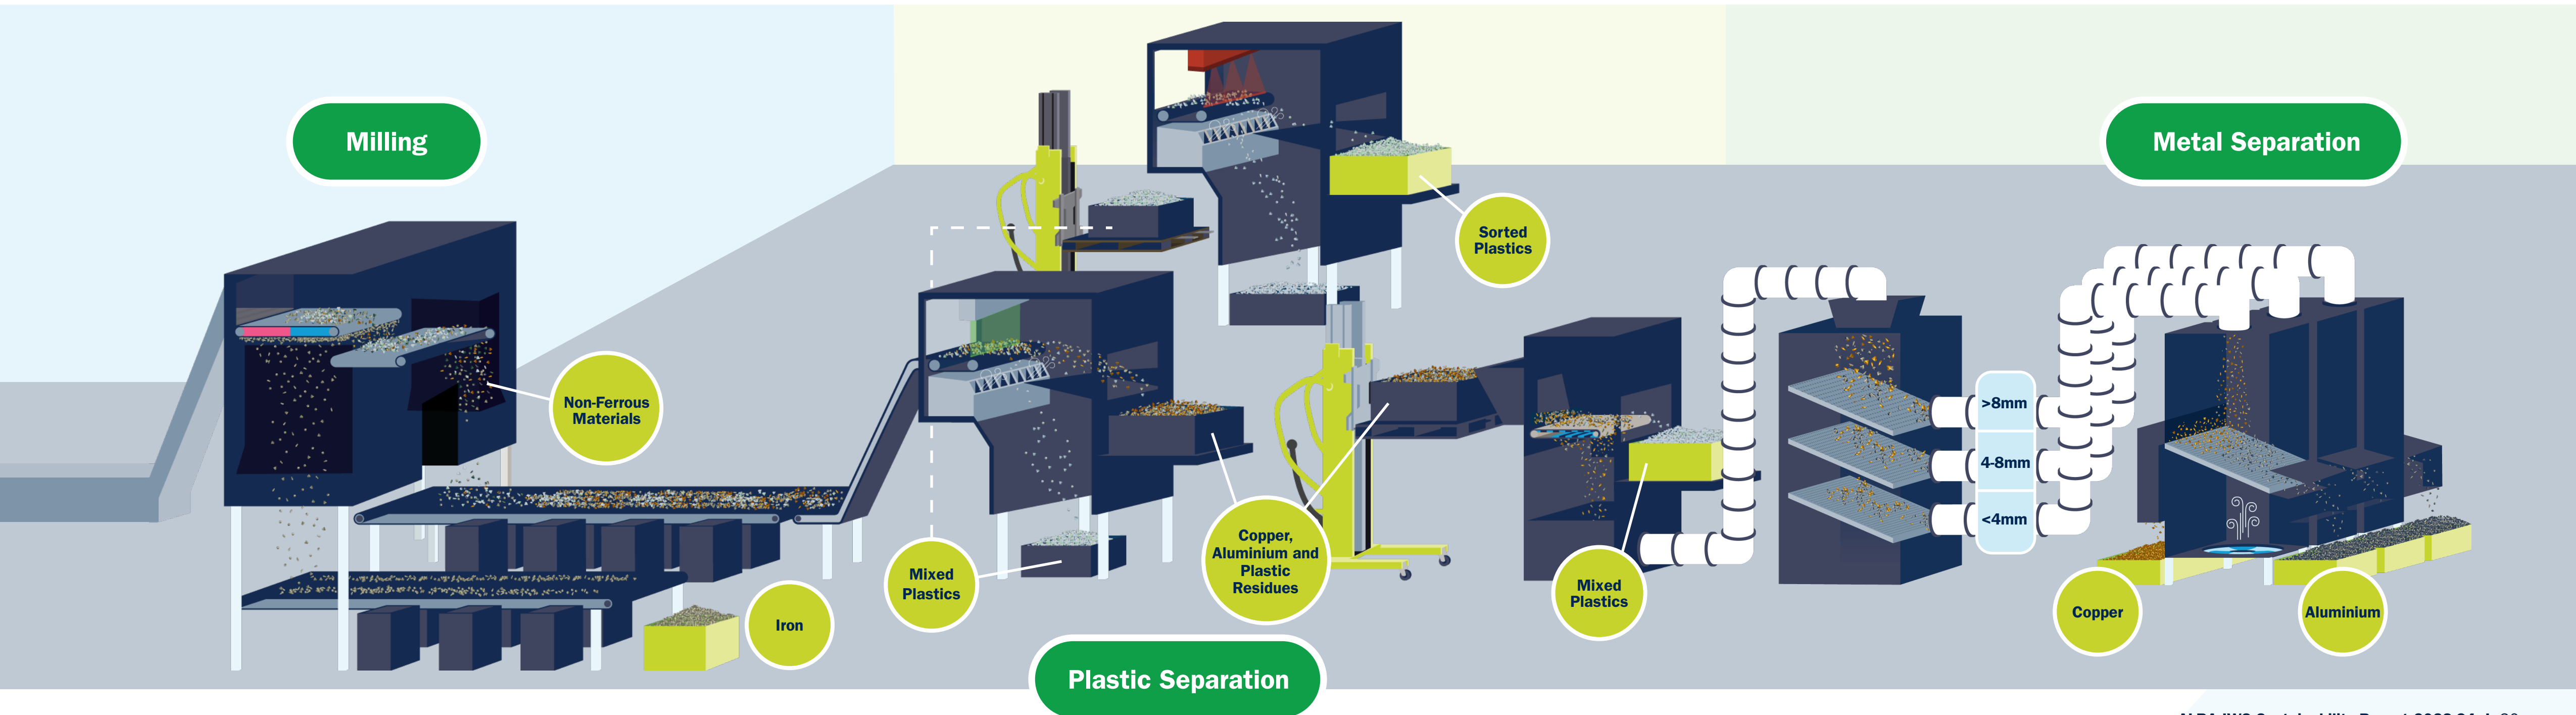 Milling
Metal Separation
Sorted
Plastics
Non-Ferrous
Materials
>8mm
4-8mm
<4mm
Copper,
Aluminium and
Plastic
Residues
Mixed
Plastics
Mixed
Plastics
Iron
Copper
Aluminium
Plastic Separation